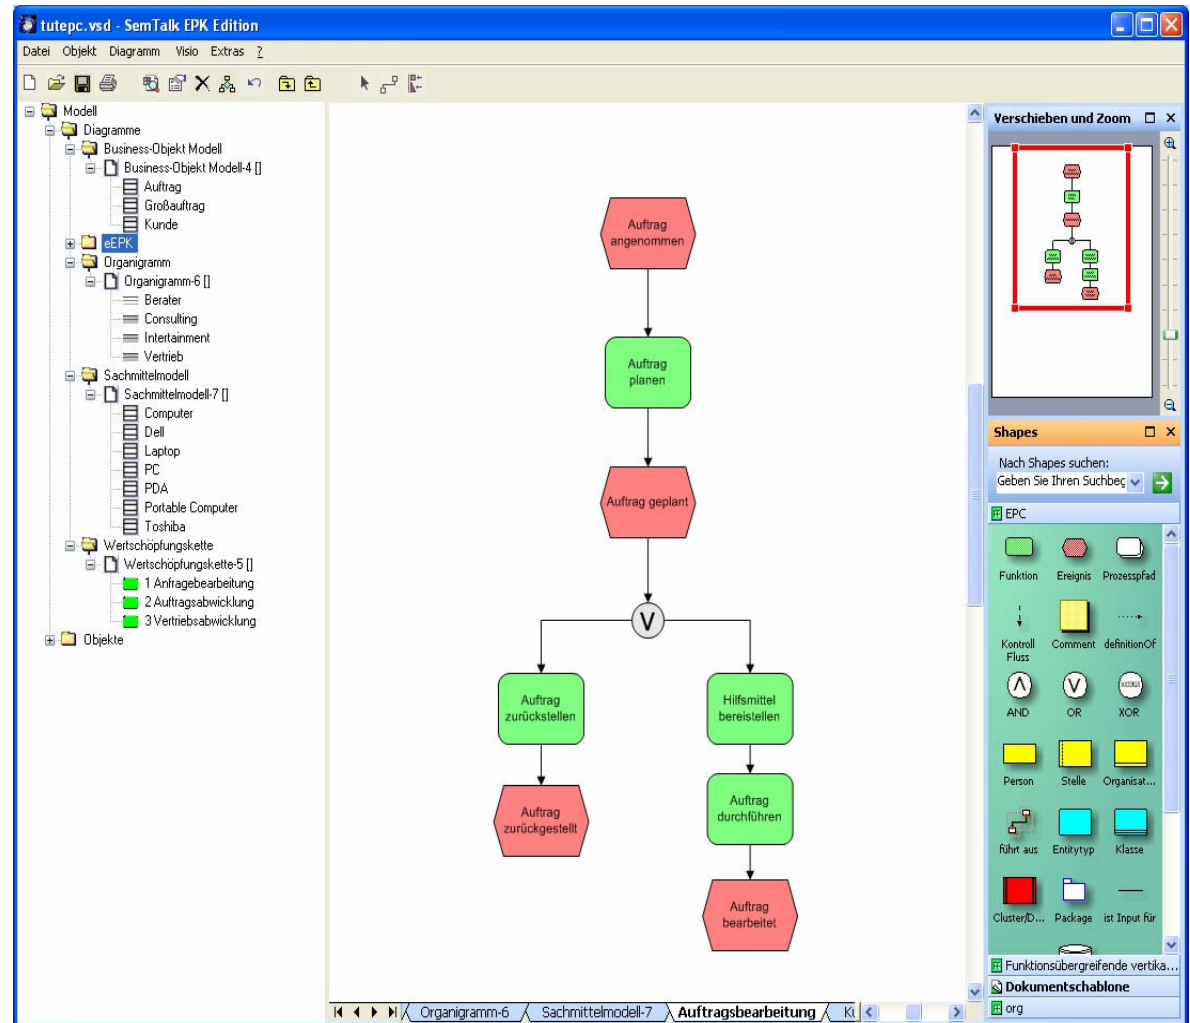 tutepc.vsd - SemTalk EPK Edition
Datei Objekt Diagramm Visio Extras ?
Modell
Diagramme
Business-Objekt Modell
Business-Objekt Modell-4 []
Auftrag
Großauftrag
Kunde
eEPK
Organigramm
Organigramm-6 []
Berater
Consulting
Intertainment
Vertrieb
Sachmittelmodell
Sachmittelmodell-7 []
Computer
Dell
Laptop
PC
PDA
Portable Computer
Toshiba
Wertschöpfungskette
Wertschöpfungskette-5 []
1 Anfragebearbeitung
2 Auftragsabwicklung
3 Vertriebsabwicklung
Objekte
Auftrag
angenommen
Auftrag
planen
Auftrag geplant
V
Auftrag
zurückstellen
Hilfsmittel
bereistellen
Auftrag
zurückgestellt
Auftrag
durchführen
Auftrag
bearbeitet
Organigramm-6 Sachmittelmodell-7 Auftragsbearbeitung
Verschieben und Zoom
Shapes
Nach Shapes suchen:
Geben Sie Ihren Suchbeg
EPC
Funktion Ereignis Prozesspfad
Kontroll Comment definitionOf
Fluss
AND OR XOR
Person Stelle Organisat...
führt aus Entitytyp Klasse
Cluster/D... Package ist Input für
Funktionsübergreifende vertika...
Dokumentschablone
org